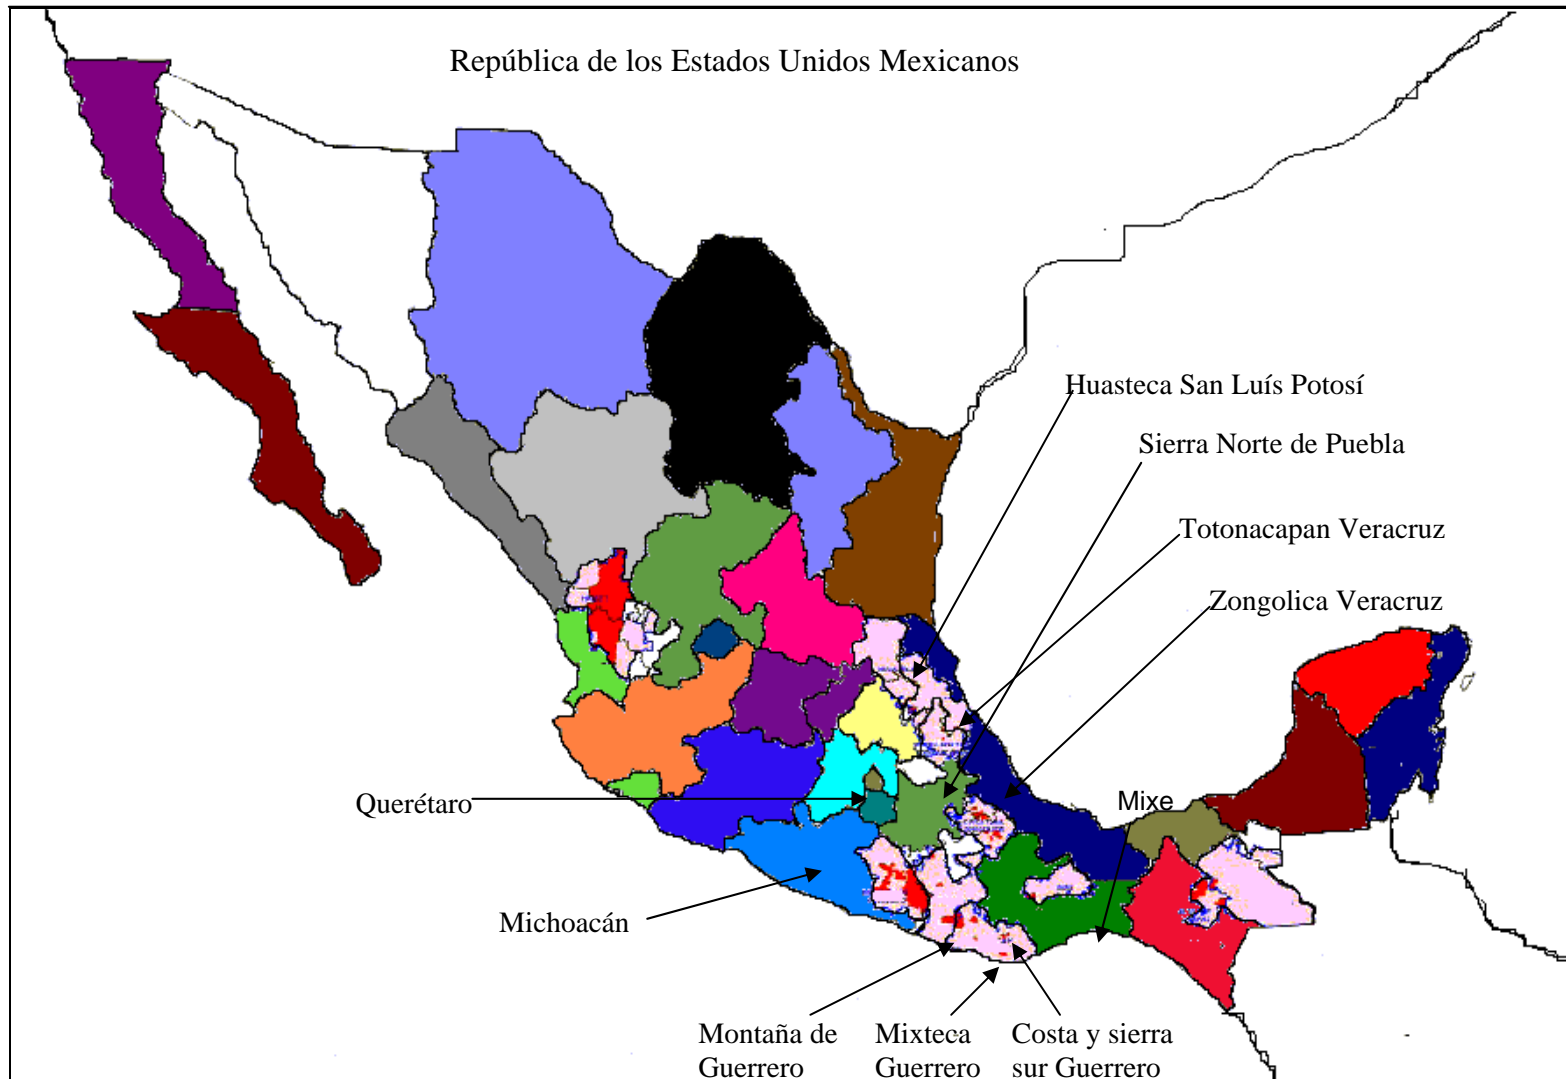 República de los Estados Unidos Mexicanos
Huasteca San Luís Potosí
Sierra Norte de Puebla
Totonacapan Veracruz
Zongolica Veracruz
Mixe
Querétaro
Michoacán
Montaña de
Guerrero
Mixteca
Guerrero
Costa y sierra
sur Guerrero